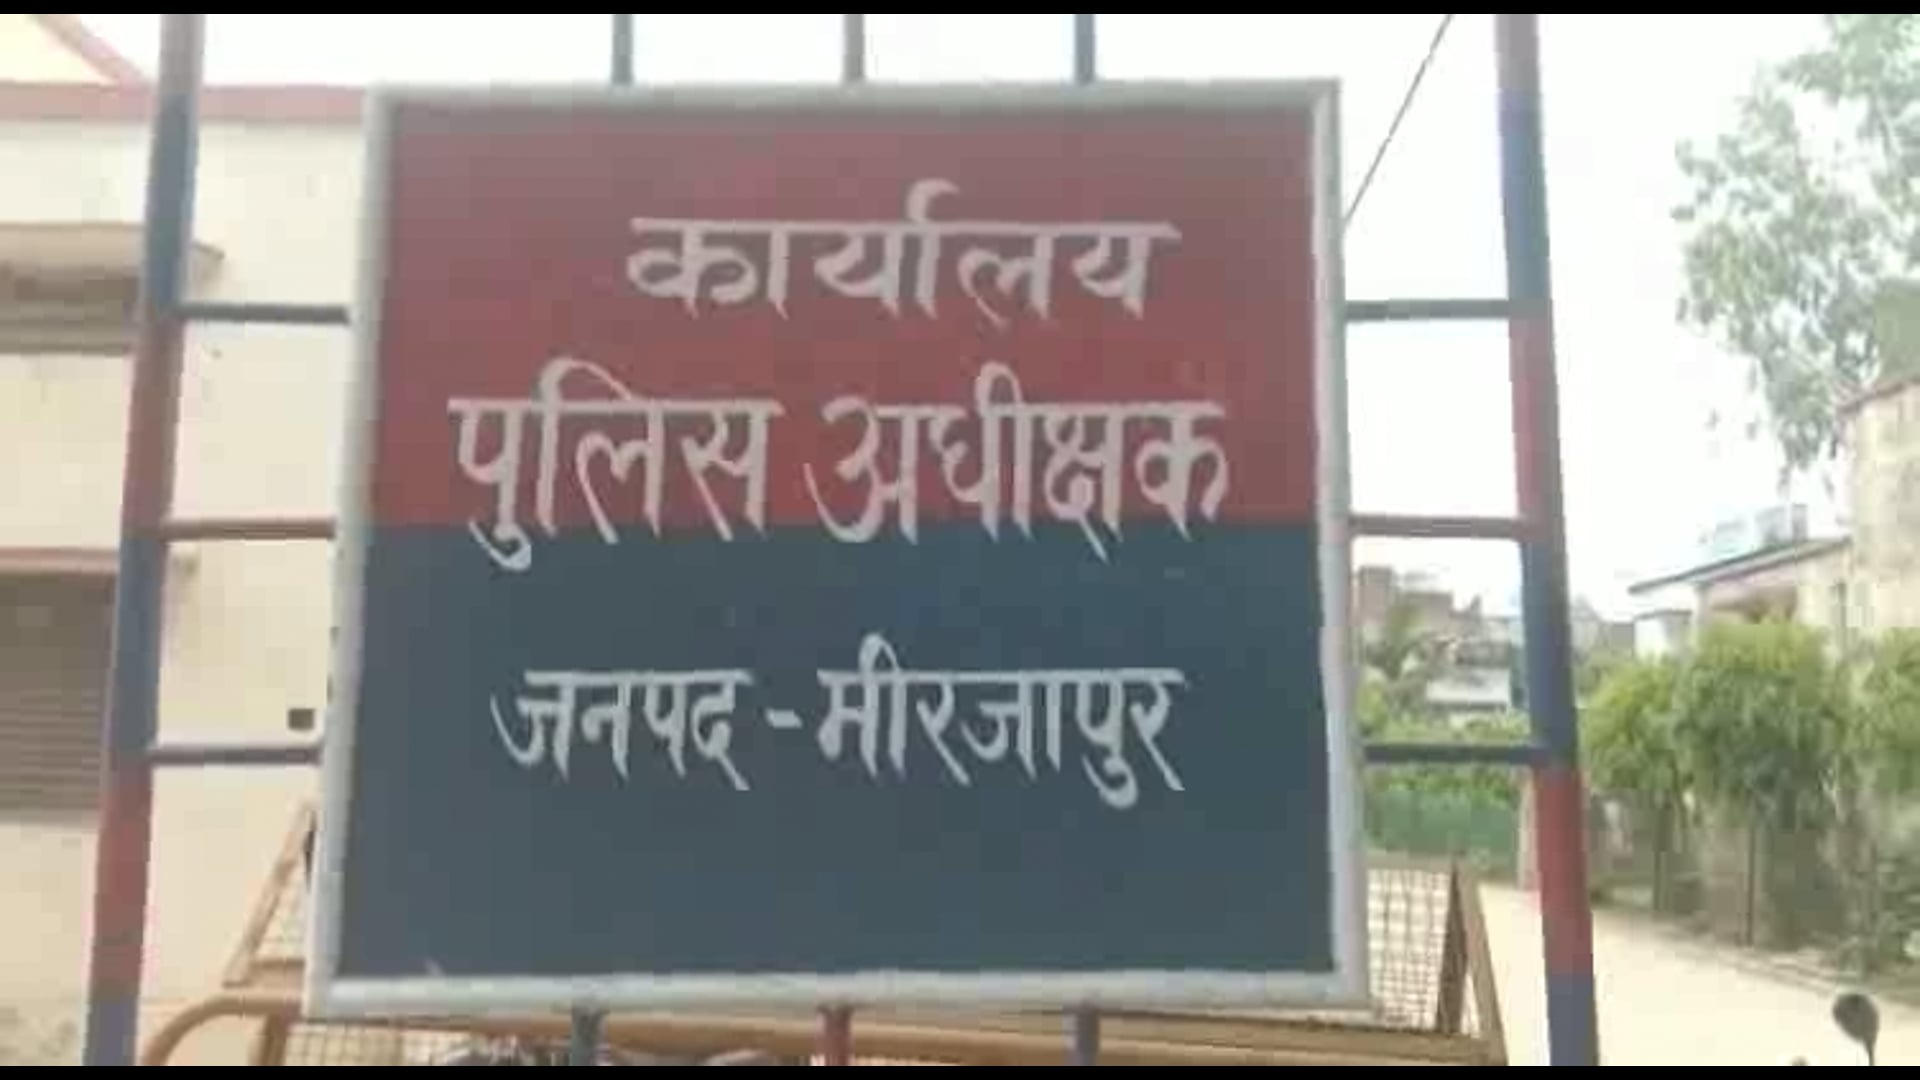 कार्यालय
पुलिस अधीक्षक
जनपद - मीरजापुर